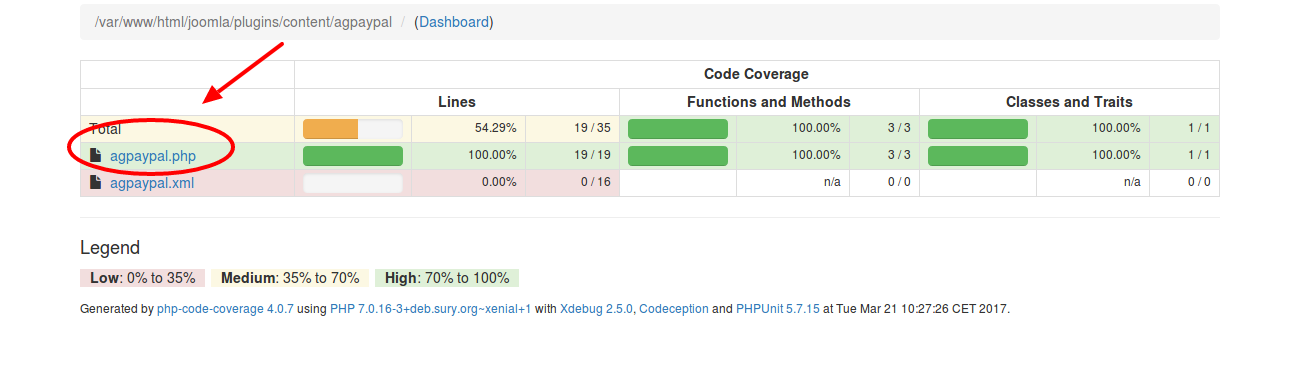 /var/www/html/joomla/plugins/content/agpaypal / (Dashboard)
Code Coverage
Lines Functions and Methods Classes and Traits
Total 54.29% 19 / 35 100.00% 3 / 3 100.00% 1 / 1
agpaypal.php 100.00% 19 / 19 100.00% 3 / 3 100.00% 1 / 1
agpaypal.xml 0.00% 0 / 16 n/a 0 / 0 n/a 0 / 0
Legend
Low: 0% to 35% Medium: 35% to 70% High: 70% to 100%
Generated by php-code-coverage 4.0.7 using PHP 7.0.16-3+deb.sury.org~xenial+1 with Xdebug 2.5.0, Codeception and PHPUnit 5.7.15 at Tue Mar 21 10:27:26 CET 2017.